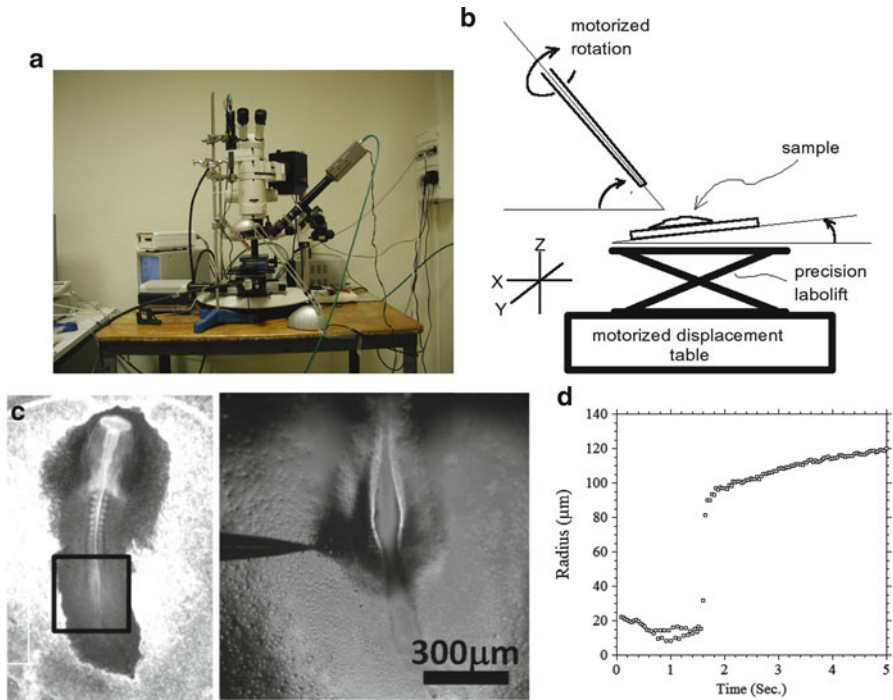 a
b
motorized
rotation
sample
X
Y
Z
precision
labolift
motorized displacement
table
c
300μm
d
140
120
100
80
60
40
20
0
Radius (μm)
0
1
2
3
4
5
Time (Sec.)